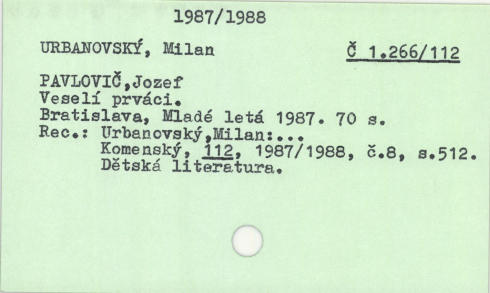 1987/1988
URBANOVSKÝ, Milan Č 1.266/112
PAVLOVIČ,Jozef
Veselí prváci.
Bratislava, Mladé letá 1987. 70 s.
Rec.: Urbanovský,Milan:...
Komenský, 112, 1987/1988, č.8, s.512.
Dětská literatura.